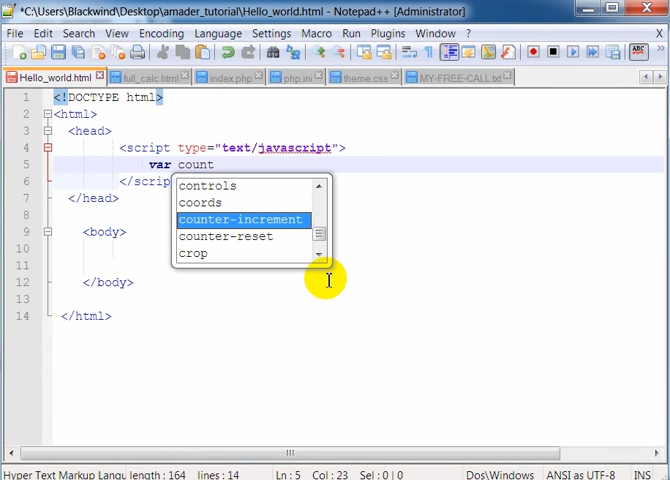 *C:\Users\Blackwind\Desktop\amader_tutorial\Hello_world.html - Notepad++ [Administrator]
File Edit Search View Encoding Language Settings Macro Run Plugins Window ?
ABC
Hello_world.html full_calc.html index.php php.ini theme.css MY-FREE-CALL.txt
1 <!DOCTYPE html>
2 <html>
3 <head>
4 <script type="text/javascript">
5 var count
6 </scrip
7 </head>
8
9 <body>
10
11
12 </body>
13
14 </html>
controls
coords
counter-increment
counter-reset
crop
Hyper Text Markup Langu length : 164 lines : 14 Ln : 5 Col : 23 Sel : 0 | 0 Dos\Windows ANSI as UTF-8 INS